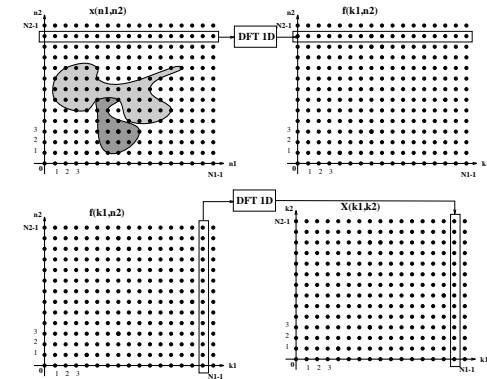 n2
x(n1,n2)
N2-1
3
2
1
0
1 2 3
n1
N1-1
DFT 1D
n2
f(k1,n2)
N2-1
3
2
1
0
1 2 3
k1
N1-1
DFT 1D
n2
f(k1,n2)
N2-1
3
2
1
0
1 2 3
k1
N1-1
k2
X(k1,k2)
N2-1
3
2
1
0
1 2 3
k1
N1-1